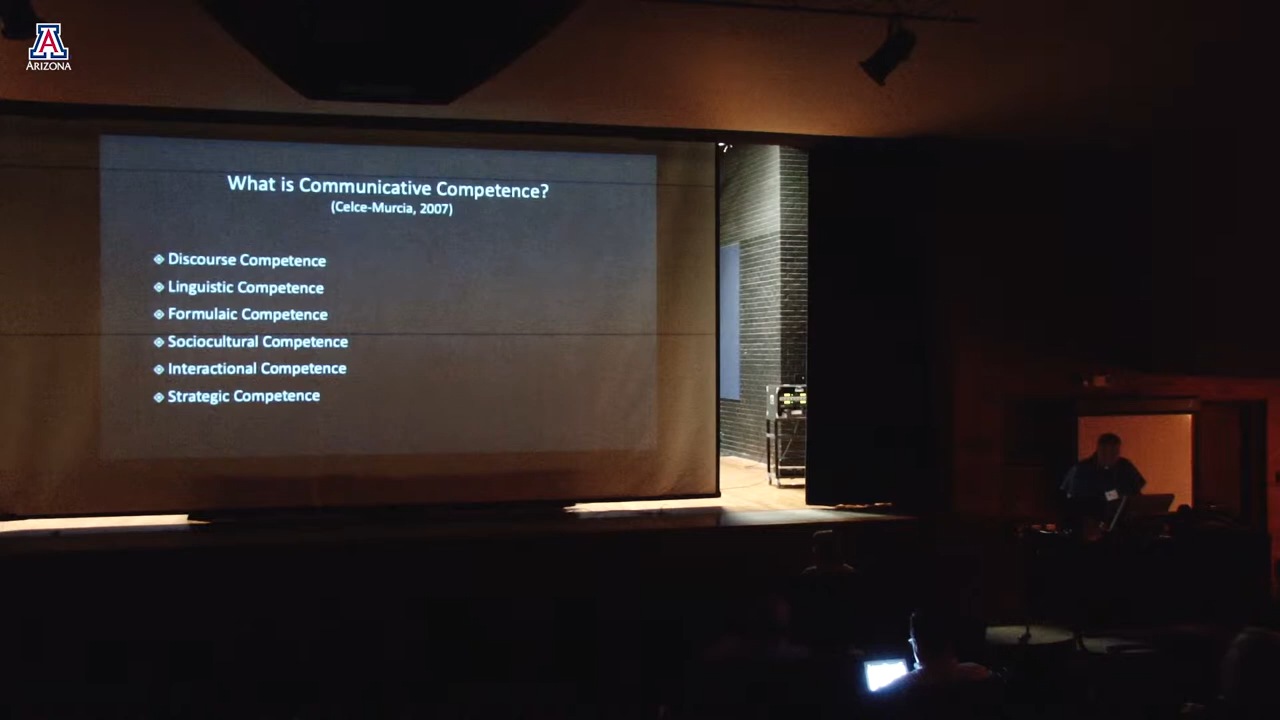 A
ARIZONA
What is Communicative Competence?
(Celce-Murcia, 2007)
Discourse Competence
Linguistic Competence
Formulaic Competence
Sociocultural Competence
Interactional Competence
Strategic Competence